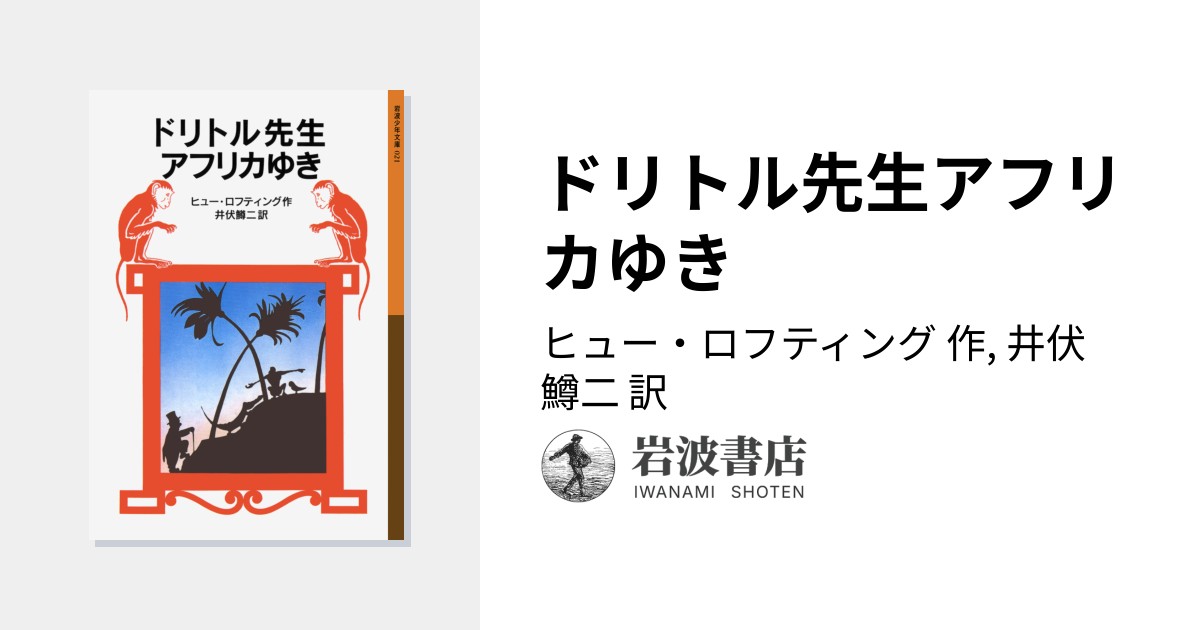 ドリトル先生
アフリカゆき
ヒュー・ロフティング作
井伏鱒二訳
岩波少年文庫 021
ドリトル先生アフリ
カゆき
ヒュー・ロフティング 作, 井伏
鱒二 訳
岩波書店
IWANAMI SHOTEN